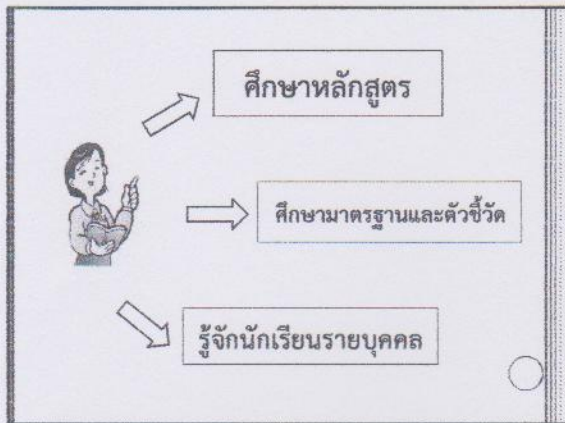 ศึกษาหลักสูตร
ศึกษามาตรฐานและตัวชี้วัด
รู้จักนักเรียนรายบุคคล